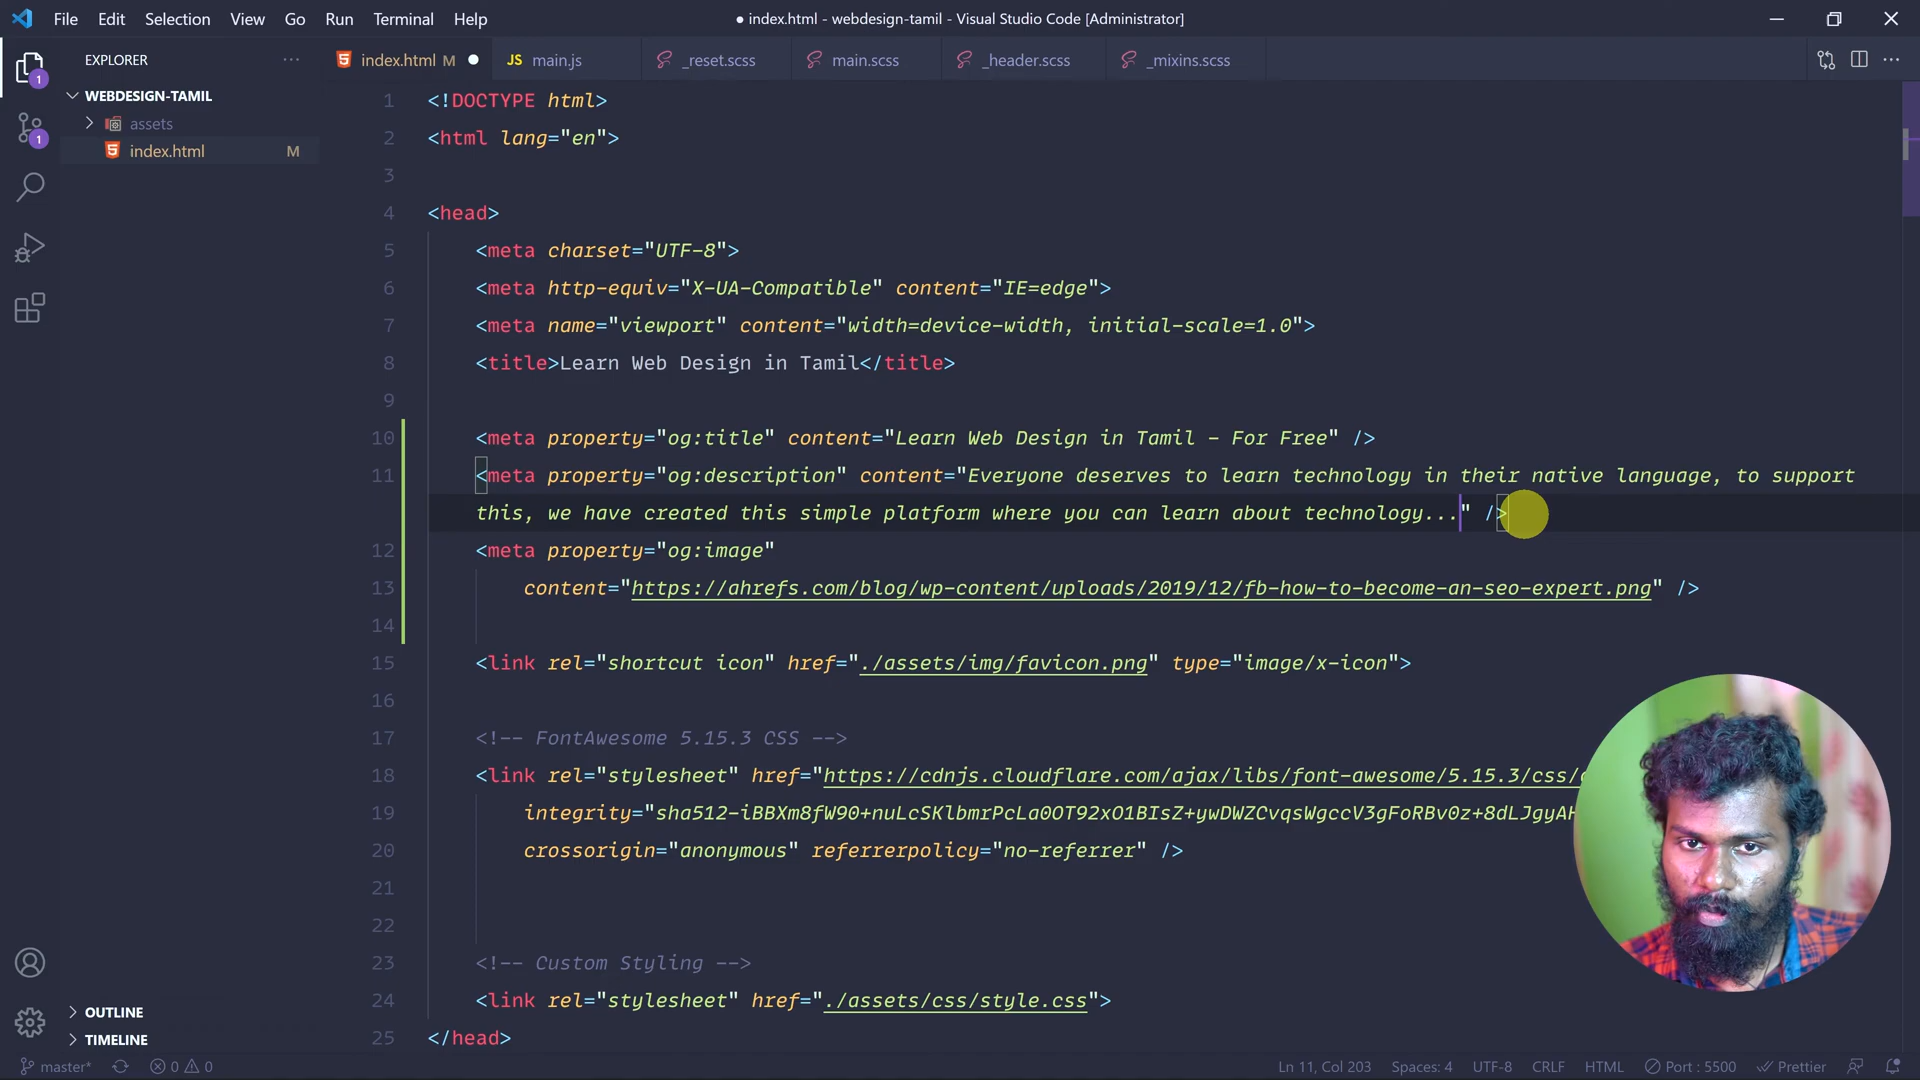 File Edit Selection View Go Run Terminal Help
● index.html - webdesign-tamil - Visual Studio Code [Administrator]
EXPLORER
index.html M
JS main.js
_reset.scss
main.scss
_header.scss
_mixins.scss
WEBDESIGN-TAMIL
assets
index.html M
1 <!DOCTYPE html>
2 <html lang="en">
3
4 <head>
5 <meta charset="UTF-8">
6 <meta http-equiv="X-UA-Compatible" content="IE=edge">
7 <meta name="viewport" content="width=device-width, initial-scale=1.0">
8 <title>Learn Web Design in Tamil</title>
9
10 <meta property="og:title" content="Learn Web Design in Tamil - For Free" />
11 <meta property="og:description" content="Everyone deserves to learn technology in their native language, to support
this, we have created this simple platform where you can learn about technology..." />
12 <meta property="og:image"
13 content="https://ahrefs.com/blog/wp-content/uploads/2019/12/fb-how-to-become-an-seo-expert.png" />
14
15 <link rel="shortcut icon" href="./assets/img/favicon.png" type="image/x-icon">
16
17 <!-- FontAwesome 5.15.3 CSS -->
18 <link rel="stylesheet" href="https://cdnjs.cloudflare.com/ajax/libs/font-awesome/5.15.3/css/
19 integrity="sha512-iBBXm8fW90+nuLcSKlbmrPcLa0OT92xO1BIsZ+ywDWZCvqsWgccV3gFoRBv0z+8dLJgyAH
20 crossorigin="anonymous" referrerpolicy="no-referrer" />
21
22
23 <!-- Custom Styling -->
24 <link rel="stylesheet" href="./assets/css/style.css">
25 </head>
OUTLINE
TIMELINE
master* 0 0 Ln 11, Col 203 Spaces: 4 UTF-8 CRLF HTML Port : 5500 Prettier
1
1